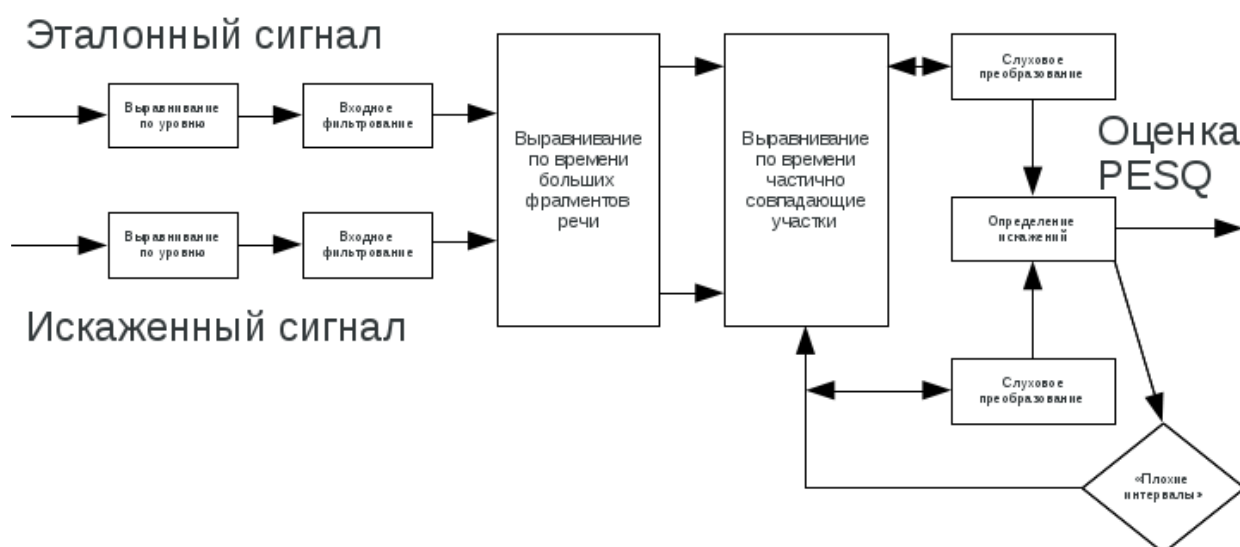 Эталонный сигнал
Выравнивание
по уровню
Входное
фильтрование
Выравнивание
по уровню
Входное
фильтрование
Искаженный сигнал
Выравнивание
по времени
больших
фралментов
речи
Выравнивание
по времени
частично
совпадающие
участки
Слуховое
преобразование
Оценка
PESQ
Определение
искажений
Слуховое
преобразование
«Плохие
интервалы»